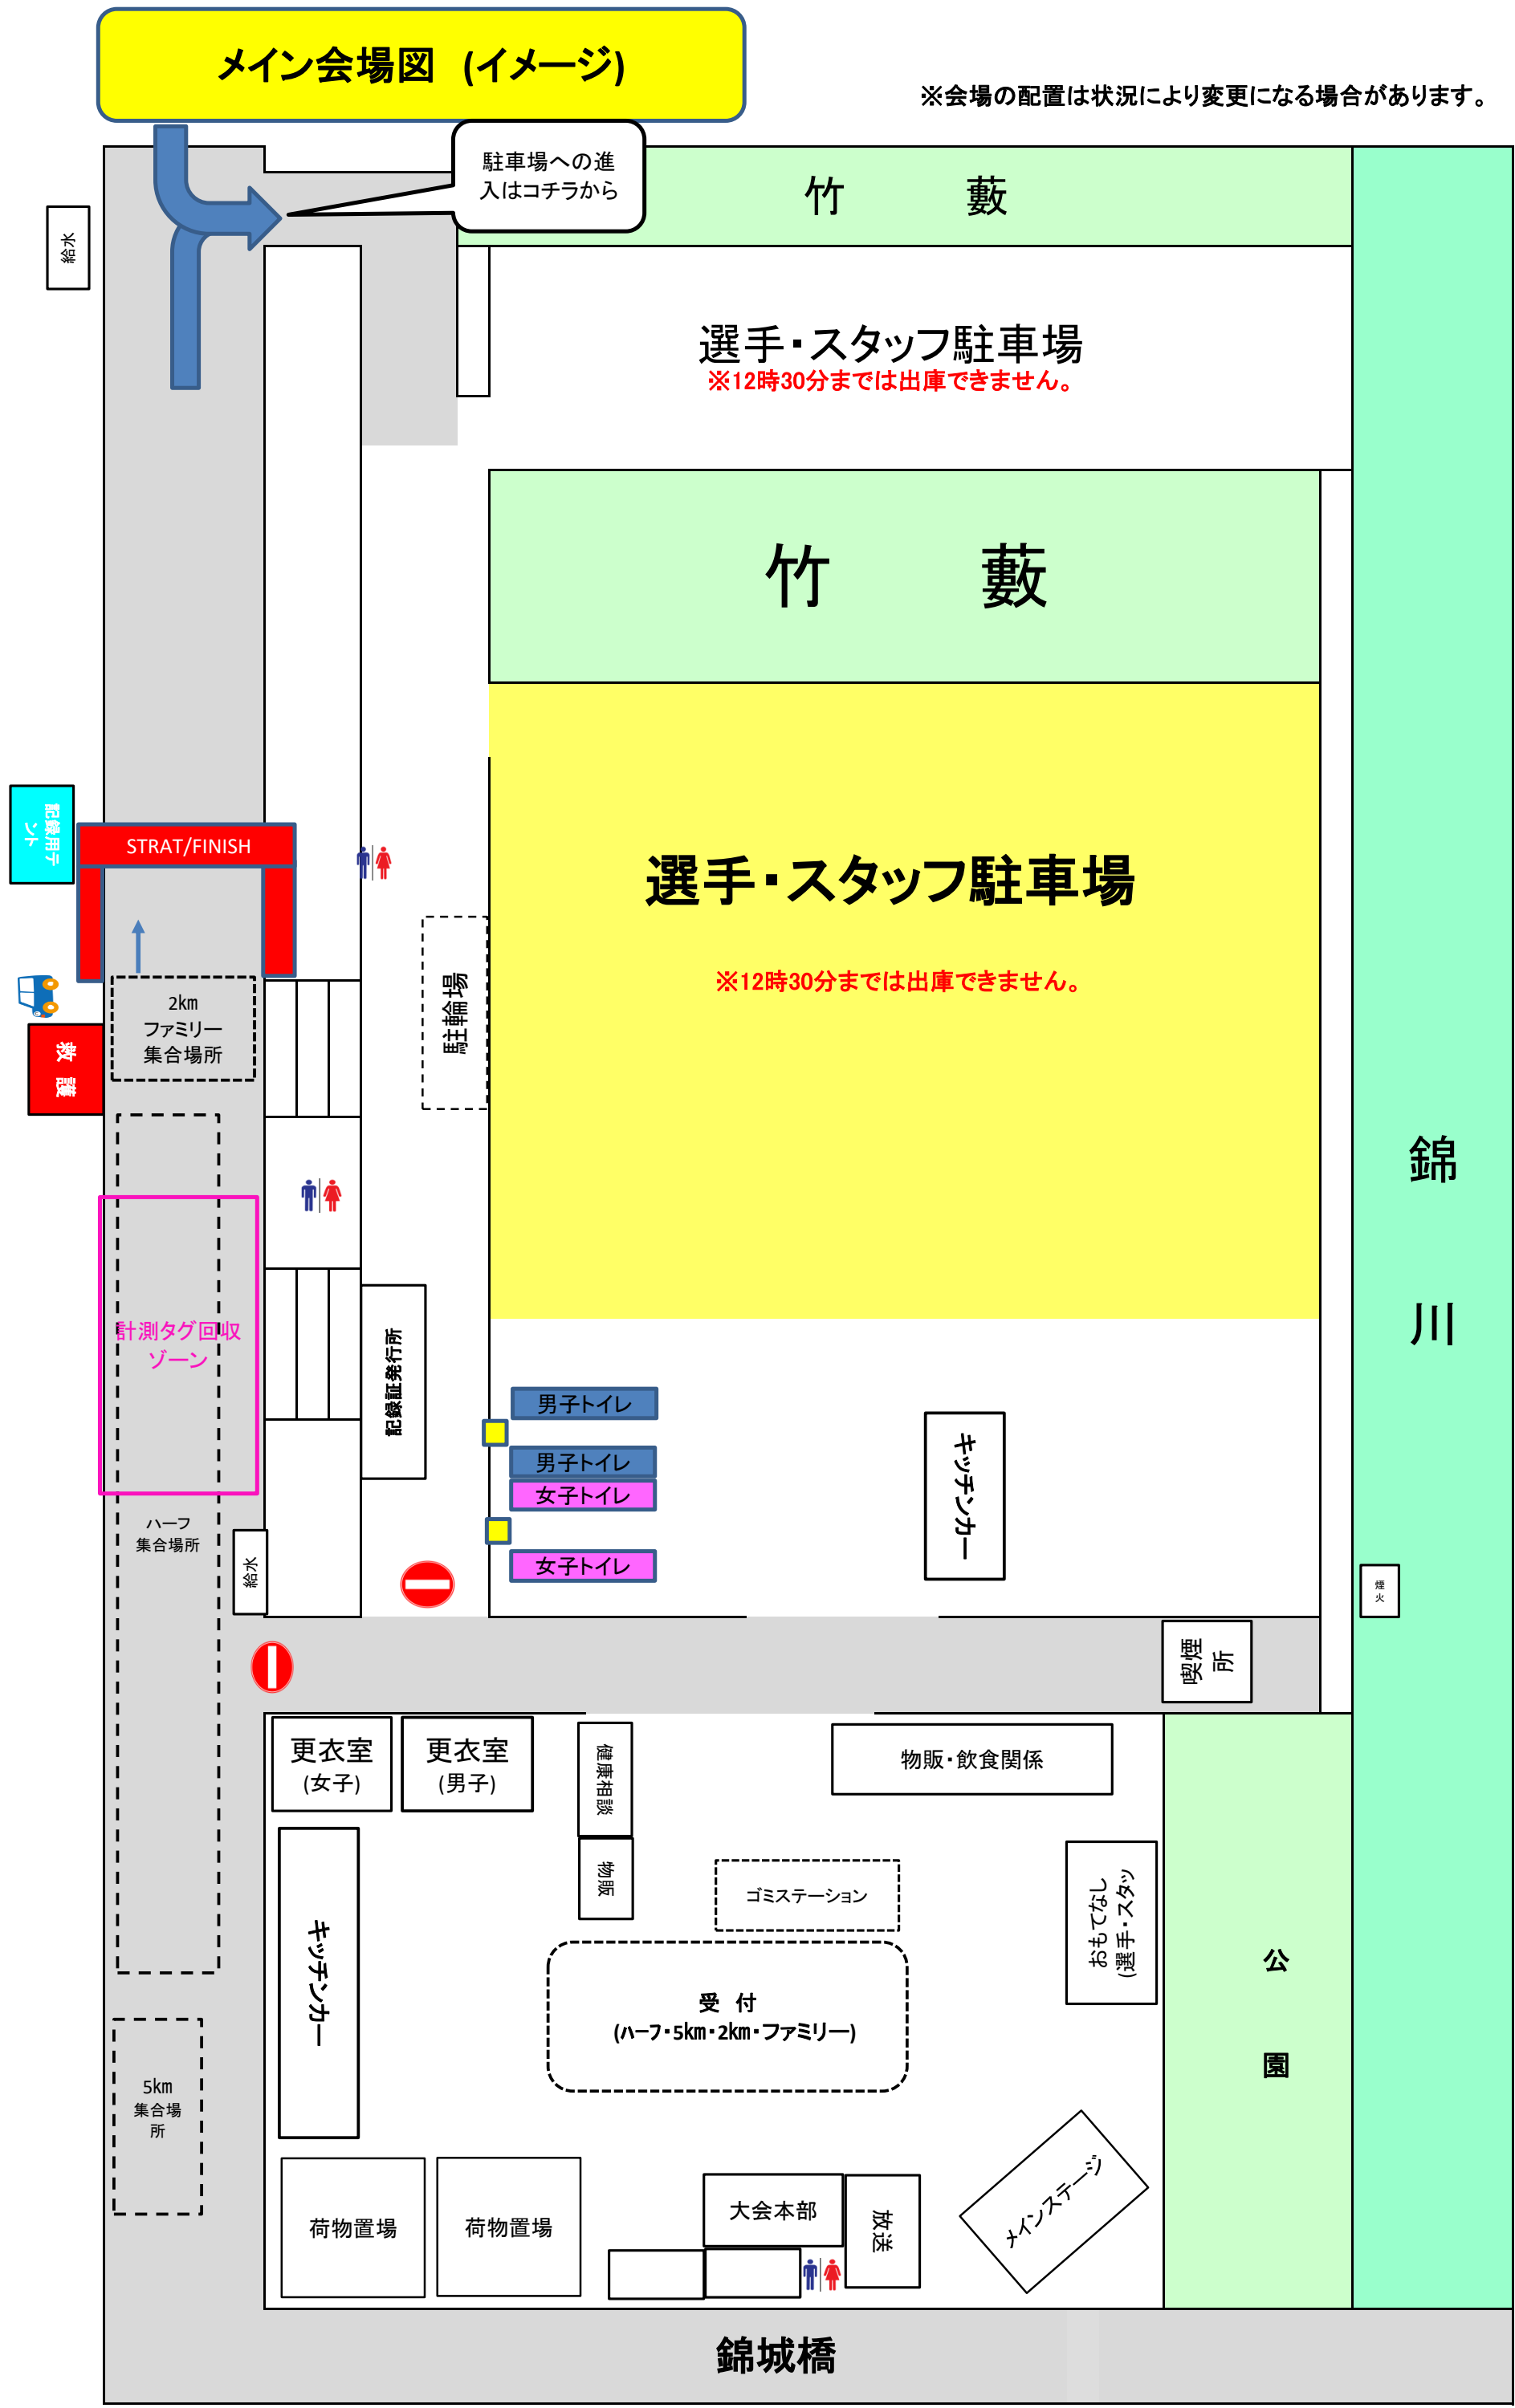 メイン会場図 (イメージ)
※会場の配置は状況により変更になる場合があります。
駐車場への進
入はコチラから
竹 藪
給水
選手・スタッフ駐車場
※12時30分までは出庫できません。
竹 藪
記録用テ
ント
STRAT/FINISH
選手・スタッフ駐車場
※12時30分までは出庫できません。
駐輪場
2km
ファミリー
集合場所
救 護
錦 川
計測タグ回収
ゾーン
記録証発行所
男子トイレ
男子トイレ
女子トイレ
女子トイレ
キッチンカー
ハーフ
集合場所
給水
煙
火
喫煙
所
更衣室
(女子)
更衣室
(男子)
健康相談
物販・飲食関係
物販
ゴミステーション
おもてなし
(選手・スタッ
キッチンカー
受 付
(ハーフ・5km・2km・ファミリー)
公 園
5km
集合場
所
メインステージ
荷物置場
荷物置場
大会本部
放送
錦城橋